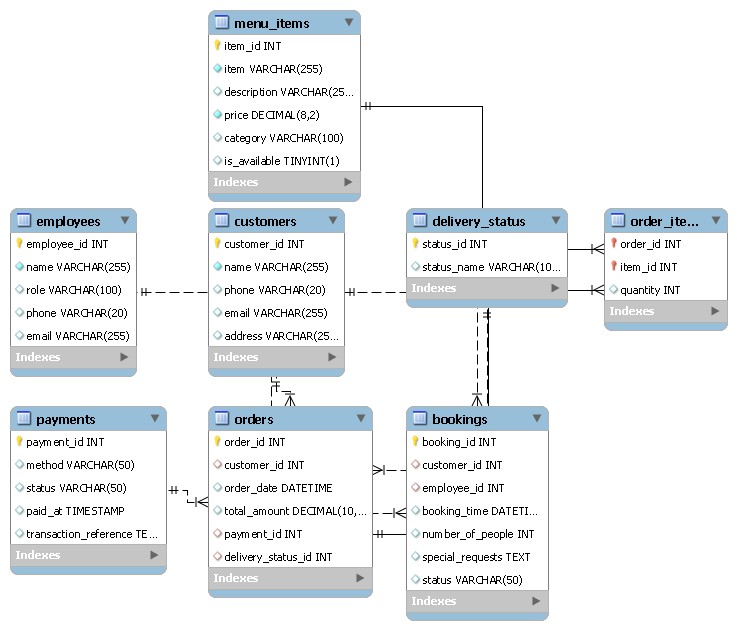 menu_items
item_id INT
item VARCHAR(255)
description VARCHAR(25...
price DECIMAL(8,2)
category VARCHAR(100)
is_available TINYINT(1)
Indexes
employees
employee_id INT
name VARCHAR(255)
role VARCHAR(100)
phone VARCHAR(20)
email VARCHAR(255)
Indexes
customers
customer_id INT
name VARCHAR(255)
phone VARCHAR(20)
email VARCHAR(255)
address VARCHAR(25...
Indexes
delivery_status
status_id INT
status_name VARCHAR(10...
Indexes
order_ite...
order_id INT
item_id INT
quantity INT
Indexes
payments
payment_id INT
method VARCHAR(50)
status VARCHAR(50)
paid_at TIMESTAMP
transaction_reference TE...
Indexes
orders
order_id INT
customer_id INT
order_date DATETIME
total_amount DECIMAL(10,...
payment_id INT
delivery_status_id INT
Indexes
bookings
booking_id INT
customer_id INT
employee_id INT
booking_time DATETI...
number_of_people INT
special_requests TEXT
status VARCHAR(50)
Indexes